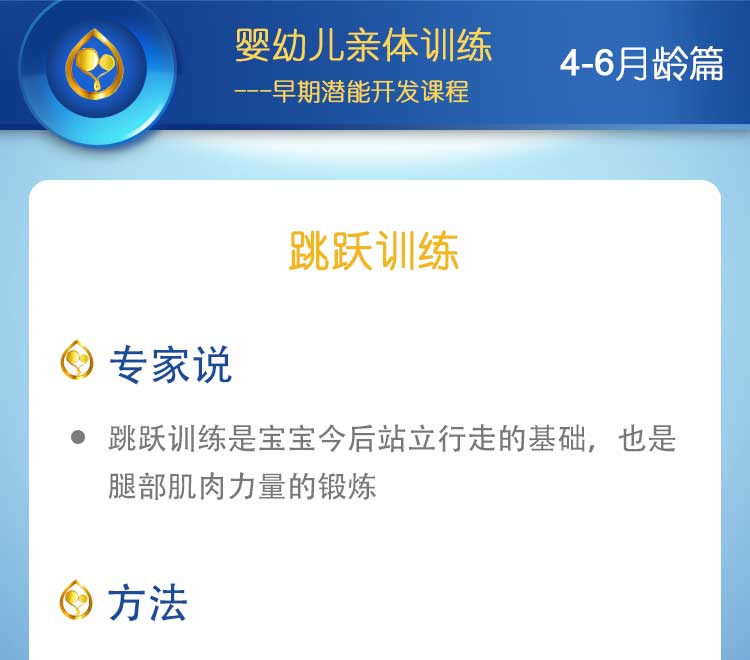 婴幼儿亲体训练
---早期潜能开发课程
4-6月龄篇
跳跃训练
专家说
● 跳跃训练是宝宝今后站立行走的基础，也是
腿部肌肉力量的锻炼
方法